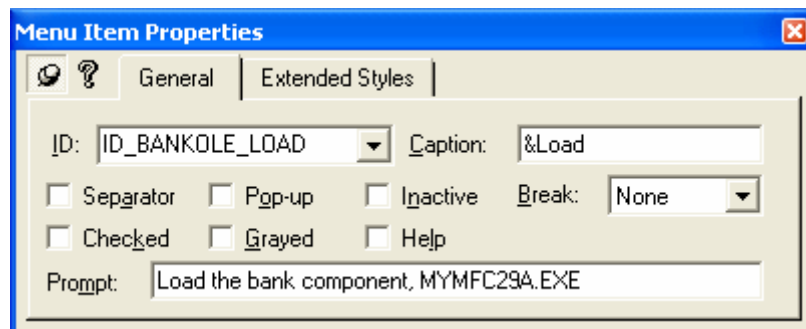 Menu Item Properties
General Extended Styles
ID: ID_BANKOLE_LOAD Caption: &Load
Separator Pop-up Inactive Break: None
Checked Grayed Help
Prompt: Load the bank component, MYMFC29A.EXE